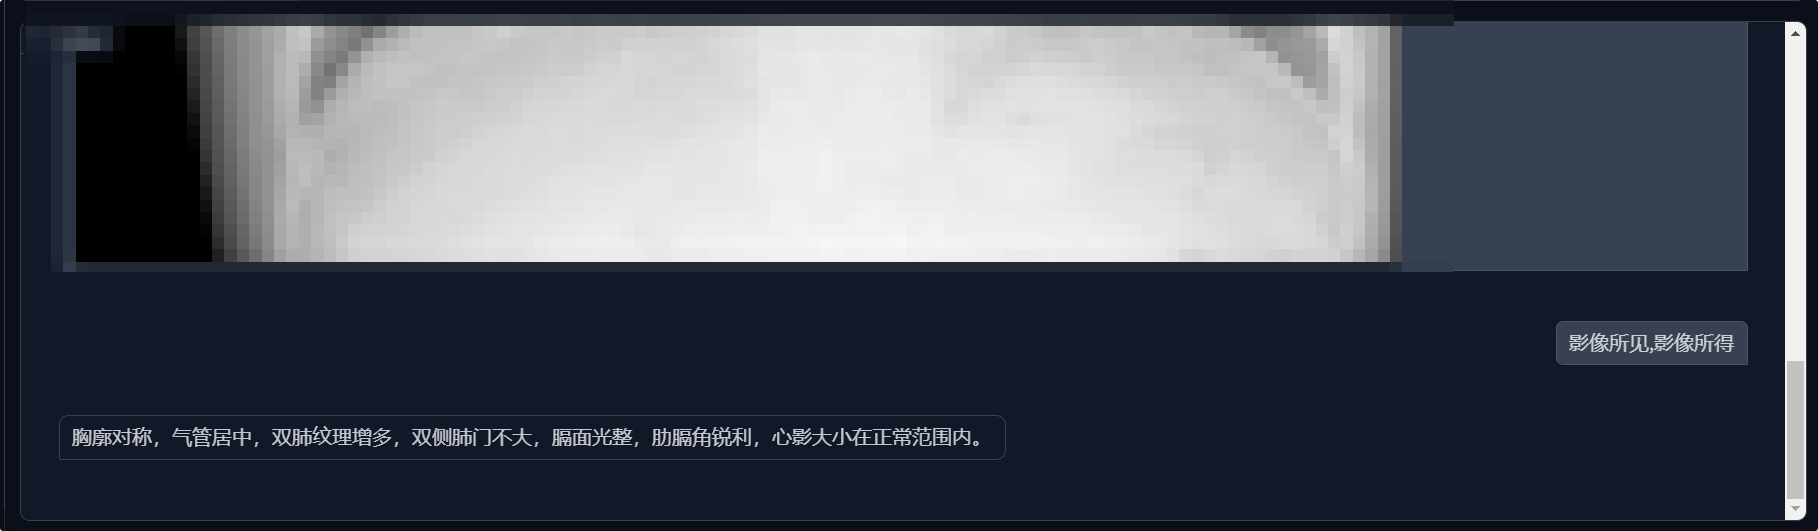 影像所见,影像所得
胸廓对称，气管居中，双肺纹理增多，双侧肺门不大，膈面光整，肋膈角锐利，心影大小在正常范围内。